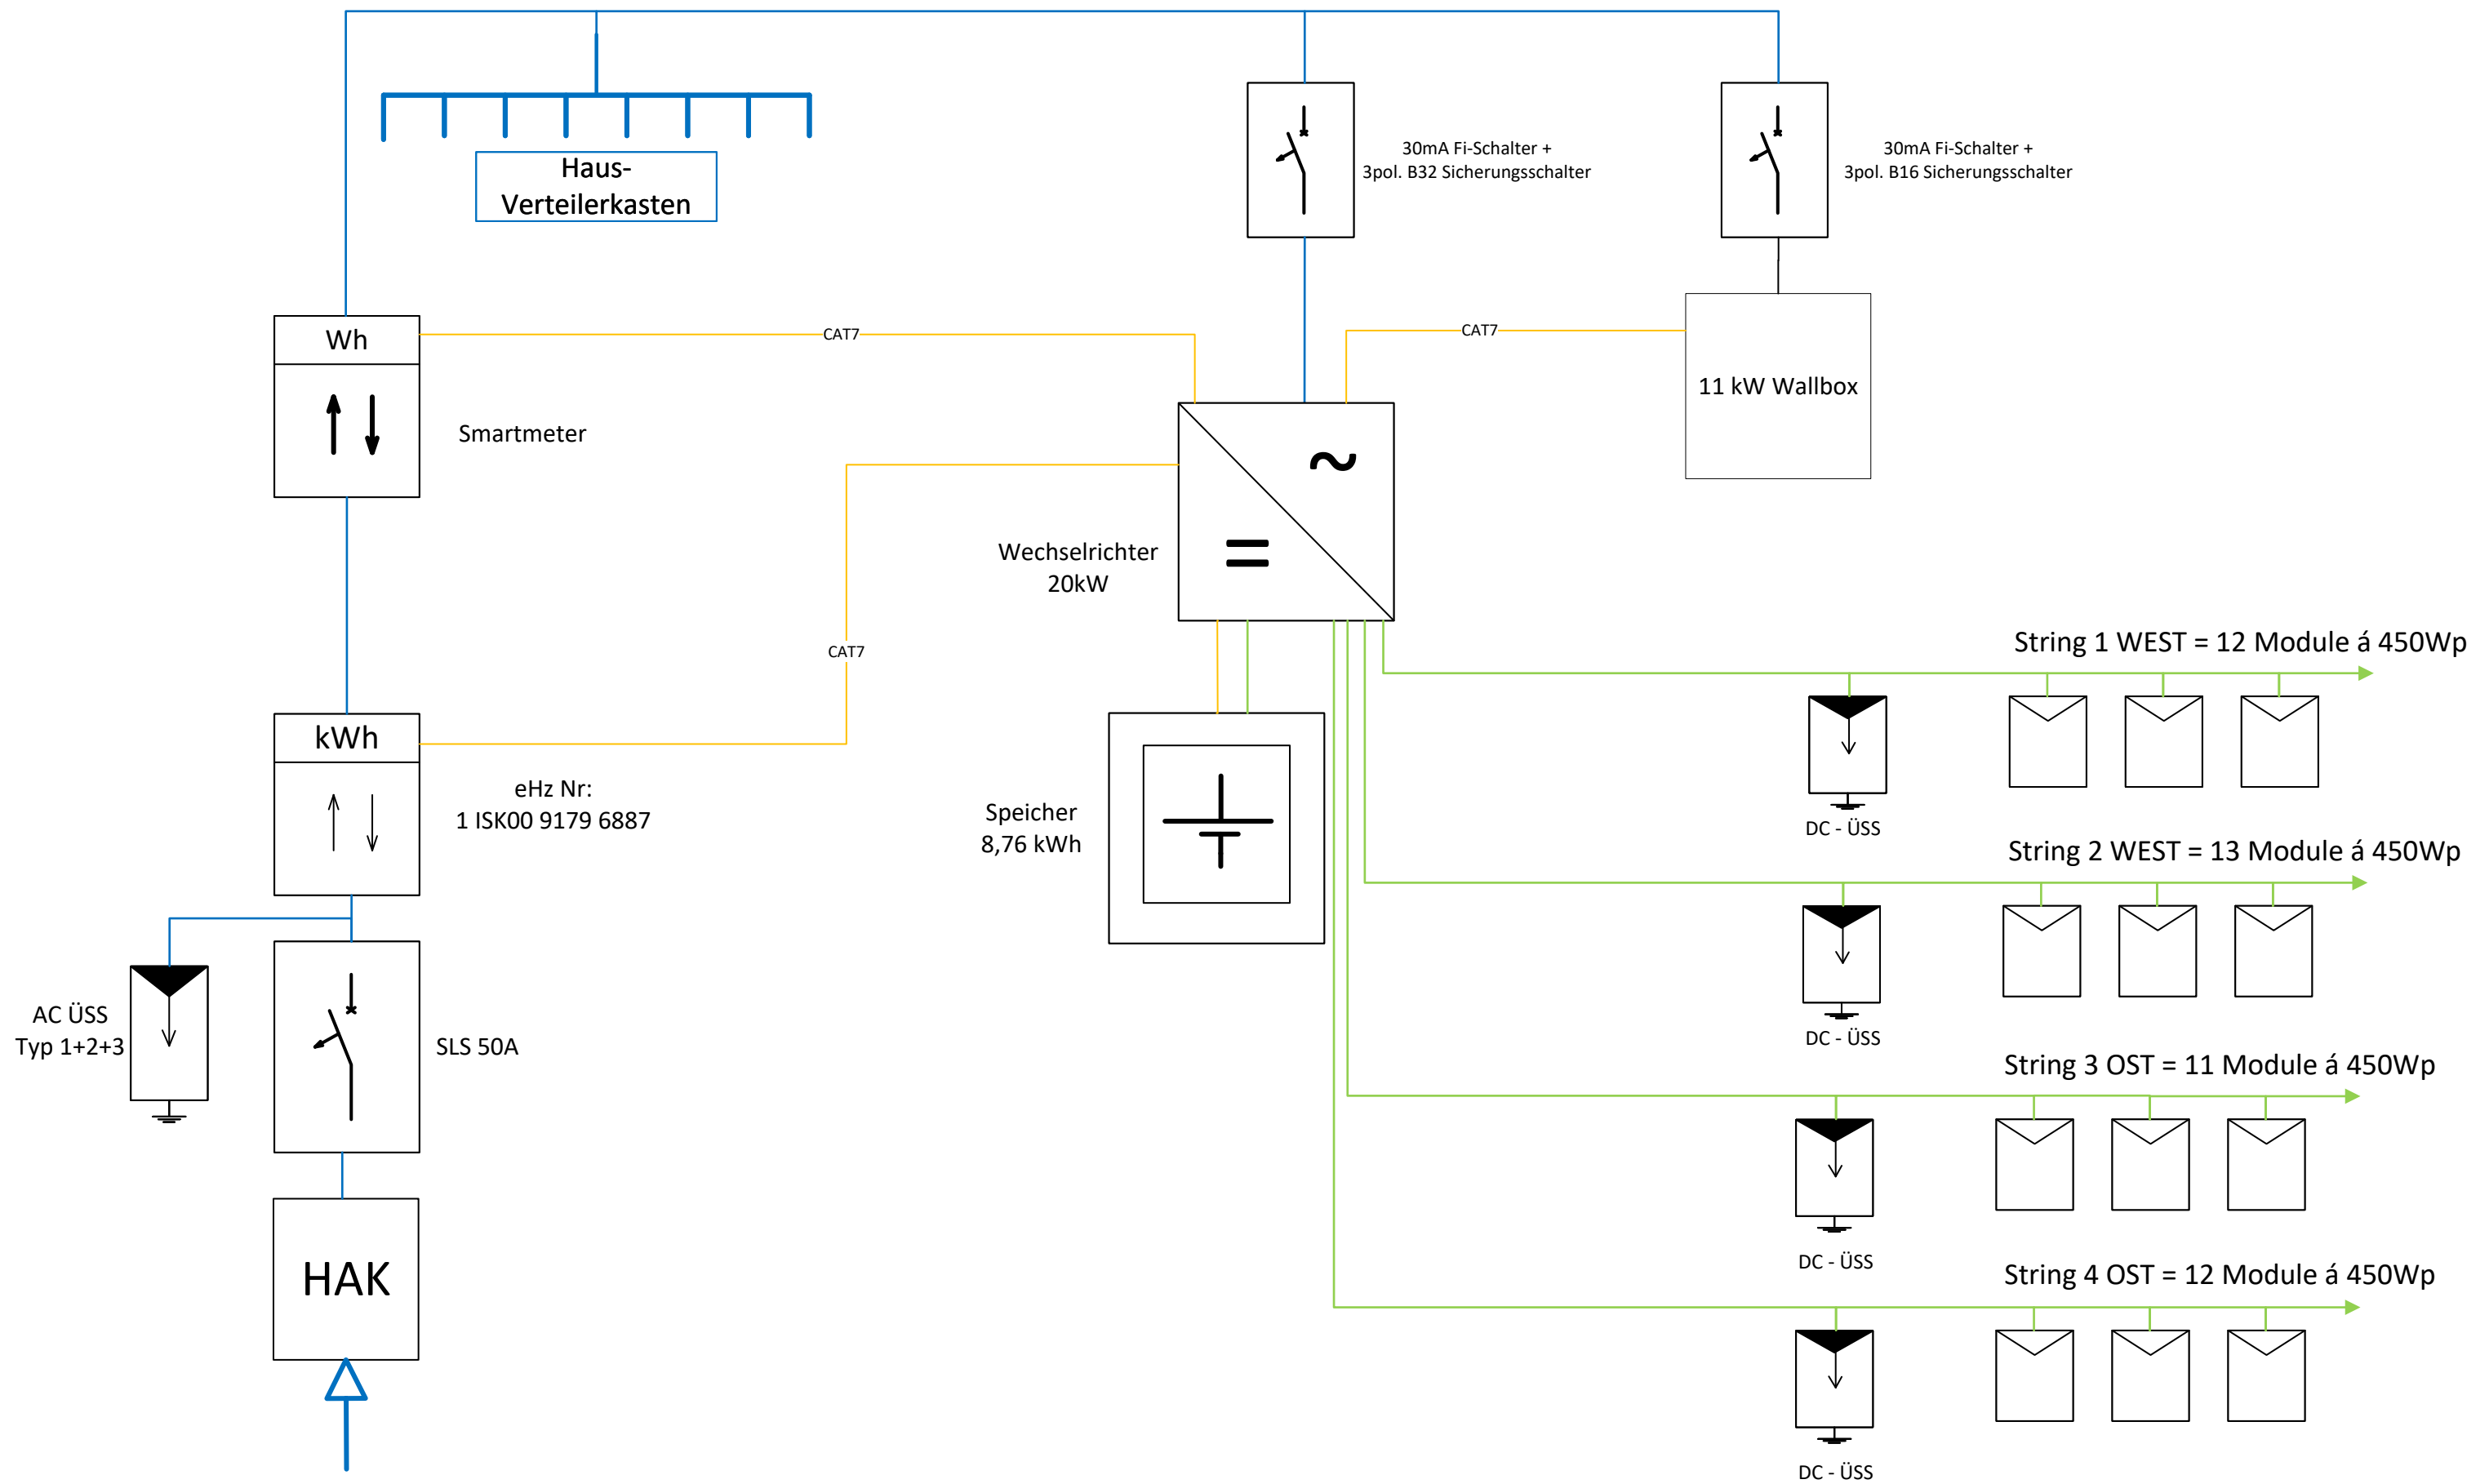 Haus-
Verteilerkasten
30mA Fi-Schalter +
3pol. B32 Sicherungsschalter
30mA Fi-Schalter +
3pol. B16 Sicherungsschalter
Wh
CAT7
CAT7
11 kW Wallbox
Smartmeter
~
=
Wechselrichter
20kW
CAT7
String 1 WEST = 12 Module á 450Wp
kWh
eHz Nr:
1 ISK00 9179 6887
Speicher
8,76 kWh
DC - ÜSS
String 2 WEST = 13 Module á 450Wp
AC ÜSS
Typ 1+2+3
SLS 50A
DC - ÜSS
String 3 OST = 11 Module á 450Wp
HAK
DC - ÜSS
String 4 OST = 12 Module á 450Wp
DC - ÜSS